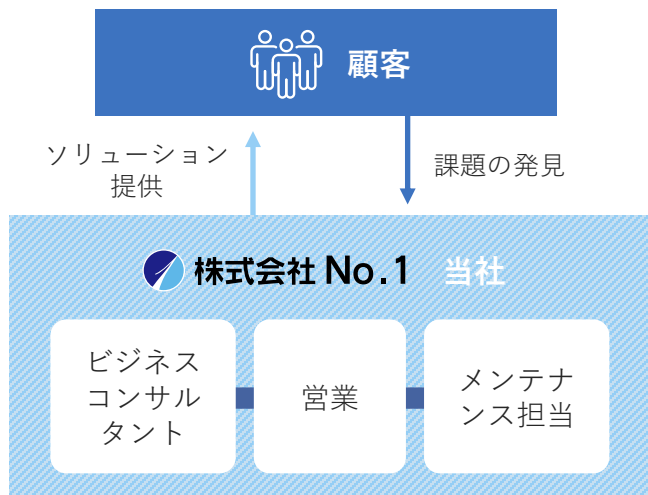 顧客
ソリューション
提供
課題の発見
株式会社 No.1 当社
ビジネス
コンサル
タント
営業
メンテナ
ンス担当